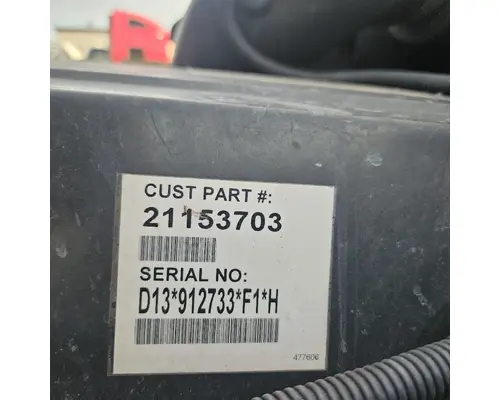 CUST PART #:
21153703
SERIAL NO:
D13*912733*F1*H
477606